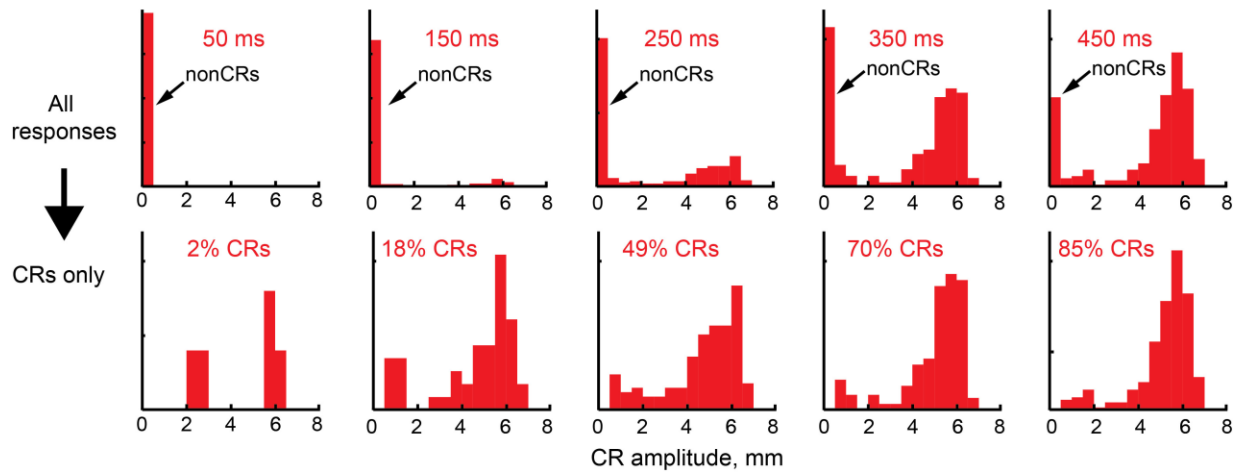 50 ms
150 ms
250 ms
350 ms
450 ms
nonCRs
nonCRs
nonCRs
nonCRs
nonCRs
All
responses
0 2 4 6 8
0 2 4 6 8
0 2 4 6 8
0 2 4 6 8
0 2 4 6 8
CRs only
2% CRs
18% CRs
49% CRs
70% CRs
85% CRs
0 2 4 6 8
0 2 4 6 8
0 2 4 6 8
0 2 4 6 8
0 2 4 6 8
CR amplitude, mm